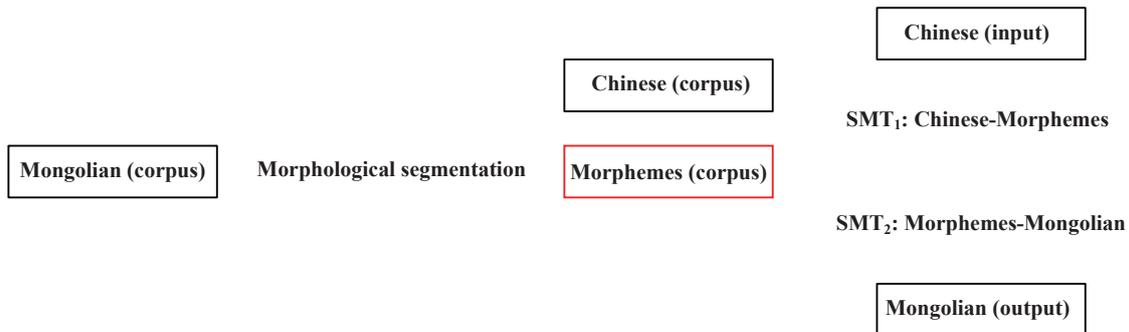 Chinese (input)
Chinese (corpus)
SMT₁: Chinese-Morphemes
Mongolian (corpus)
Morphological segmentation
Morphemes (corpus)
SMT₂: Morphemes-Mongolian
Mongolian (output)